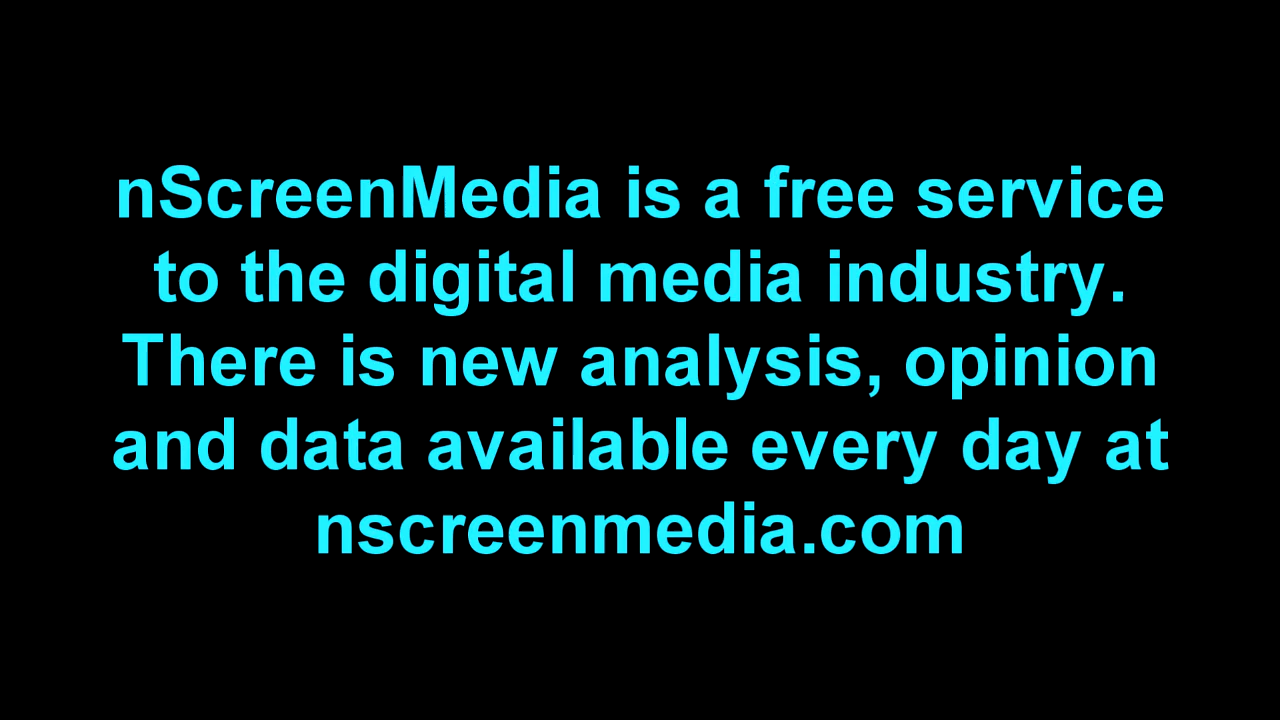 nScreenMedia is a free service
to the digital media industry.
There is new analysis, opinion
and data available every day at
nscreenmedia.com